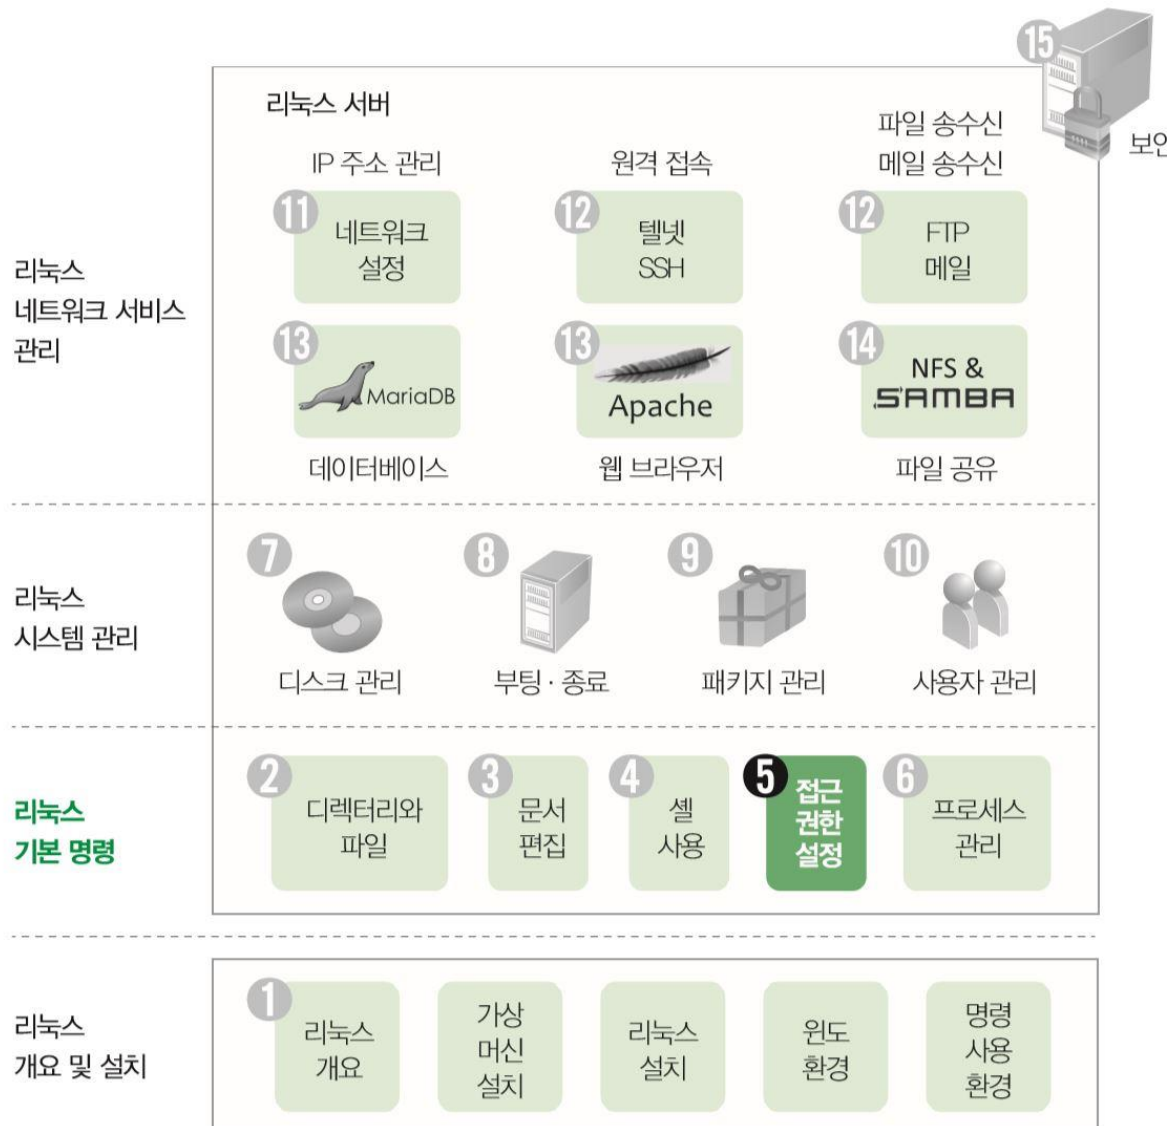 15
보안
리눅스 서버
파일 송수신
IP 주소 관리
원격 접속
메일 송수신
11
네트워크
설정
12
텔넷
SSH
12
FTP
메일
리눅스
네트워크 서비스
관리
13
MariaDB
13
Apache
14
NFS &
SAMBA
데이터베이스
웹 브라우저
파일 공유
리눅스
시스템 관리
7
디스크 관리
8
부팅 · 종료
9
패키지 관리
10
사용자 관리
리눅스
기본 명령
2
디렉터리와
파일
3
문서
편집
4
셸
사용
5
접근
권한
설정
6
프로세스
관리
리눅스
개요 및 설치
1
리눅스
개요
가상
머신
설치
리눅스
설치
윈도
환경
명령
사용
환경